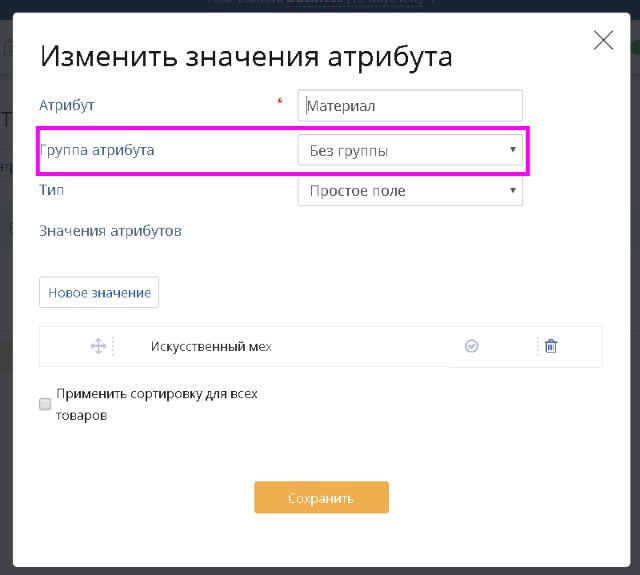 Изменить значения атрибута
Атрибут * Материал
Группа атрибута Без группы
Тип Простое поле
Значения атрибутов
Новое значение
Искусственный мех
Применить сортировку для всех
товаров
Сохранить